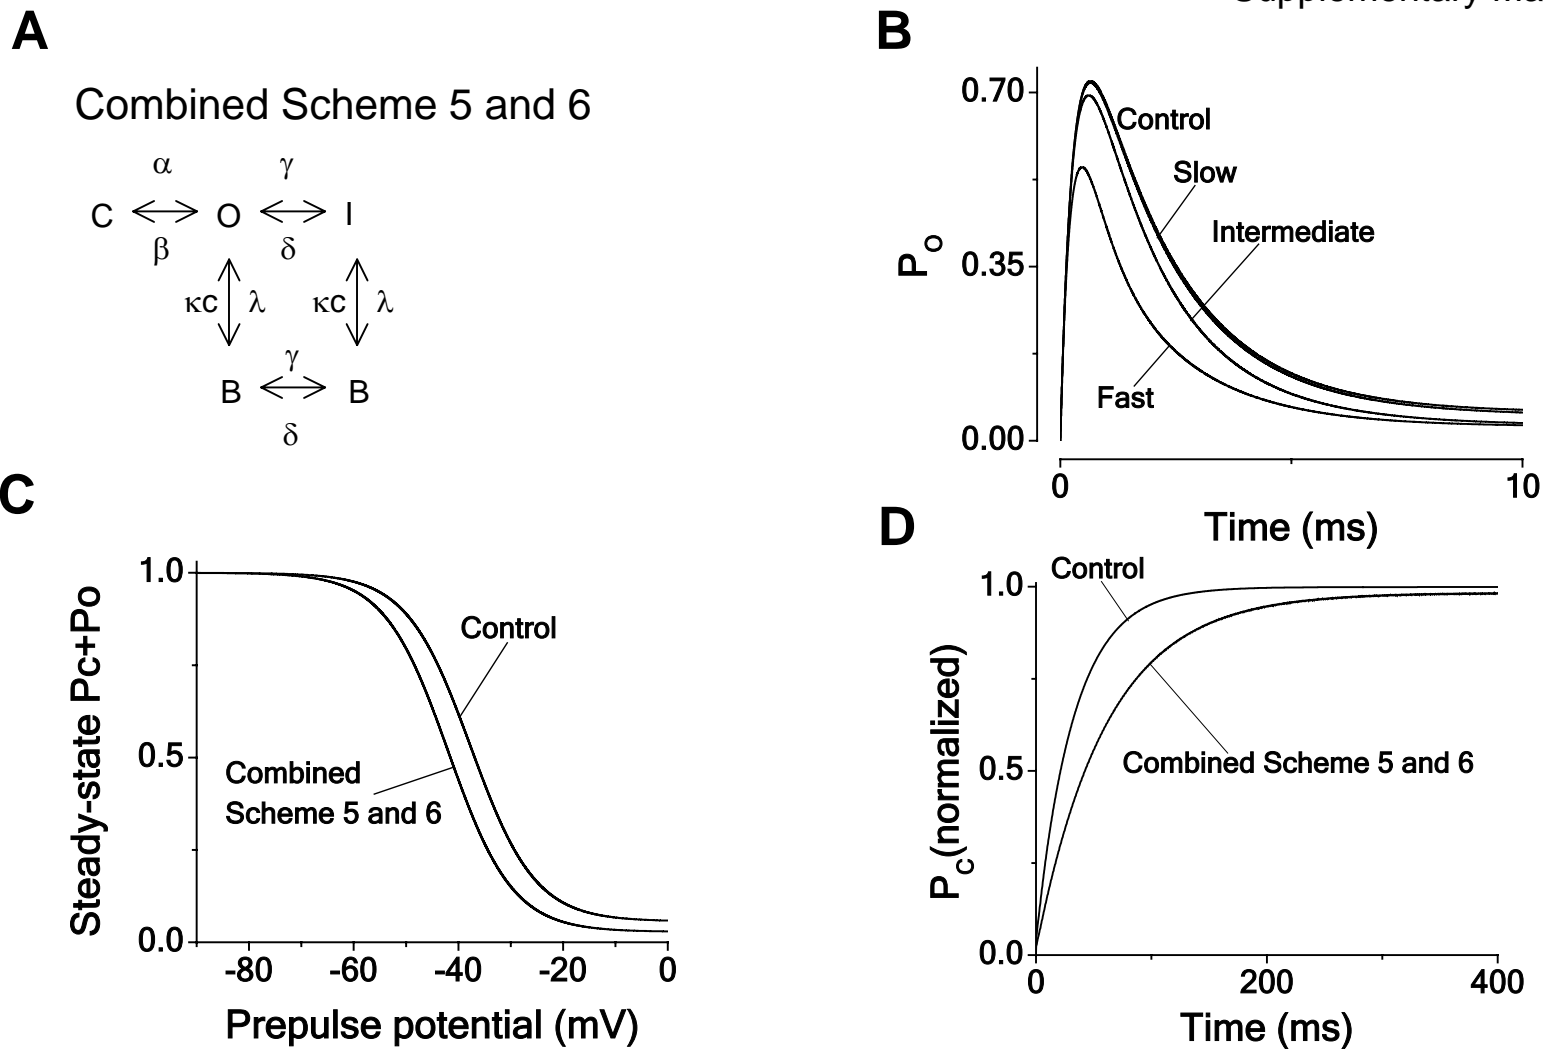 A
Combined Scheme 5 and 6
α γ
C O I
β δ
κc λ κc λ
γ
B B
δ
B
0.70
0.35
0.00
Po
Control
Slow
Intermediate
Fast
0 10
Time (ms)
C
1.0
0.5
0.0
Steady-state Pc+Po
Control
Combined
Scheme 5 and 6
-80 -60 -40 -20 0
Prepulse potential (mV)
D
1.0
0.5
0.0
Pc(normalized)
Control
Combined Scheme 5 and 6
0 200 400
Time (ms)